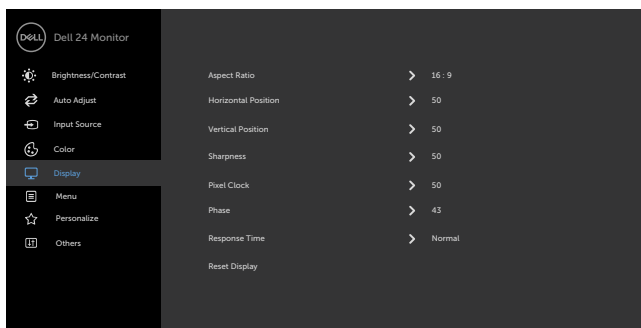 DELL Dell 24 Monitor
Brightness/Contrast
Auto Adjust
Input Source
Color
Display
Menu
Personalize
Others
Aspect Ratio 16 : 9
Horizontal Position 50
Vertical Position 50
Sharpness 50
Pixel Clock 50
Phase 43
Response Time Normal
Reset Display